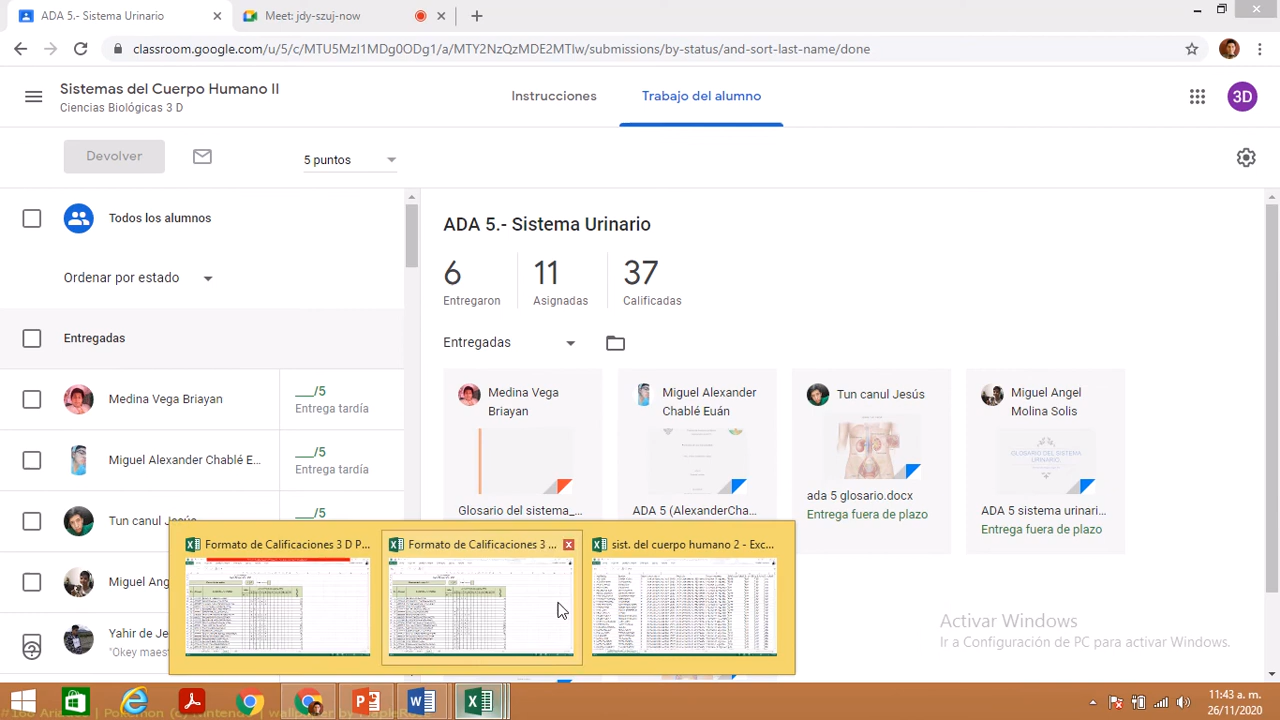 ADA 5.- Sistema Urinario
Meet: jdy-szuj-now
classroom.google.com/u/5/c/MTU5MzI1MDg0ODg1/a/MTY2NzQzMDE2MTIw/submissions/by-status/and-sort-last-name/done
Sistemas del Cuerpo Humano II
Ciencias Biológicas 3 D
Instrucciones
Trabajo del alumno
3D
Devolver
5 puntos
Todos los alumnos
Ordenar por estado
Entregadas
Medina Vega Briayan
__/5
Entrega tardía
Miguel Alexander Chablé E...
__/5
Entrega tardía
Tun canul Jesús
__/5
Miguel Ang
Yahir de Je
"Okey maest
ADA 5.- Sistema Urinario
6
11
37
Entregaron
Asignadas
Calificadas
Entregadas
Medina Vega
Briayan
Glosario del sistema_...
Miguel Alexander
Chablé Euán
ADA 5 (AlexanderCha...
Tun canul Jesús
ada 5 glosario.docx
Entrega fuera de plazo
Miguel Angel
Molina Solis
GLOSARIO DEL SISTEMA
URINARIO
ADA 5 sistema urinari...
Entrega fuera de plazo
Formato de Calificaciones 3 D P...
Formato de Calificaciones 3 ...
sist. del cuerpo humano 2 - Exc...
Activar Windows
Ir a Configuración de PC para activar Windows.
11:43 a. m.
26/11/2020